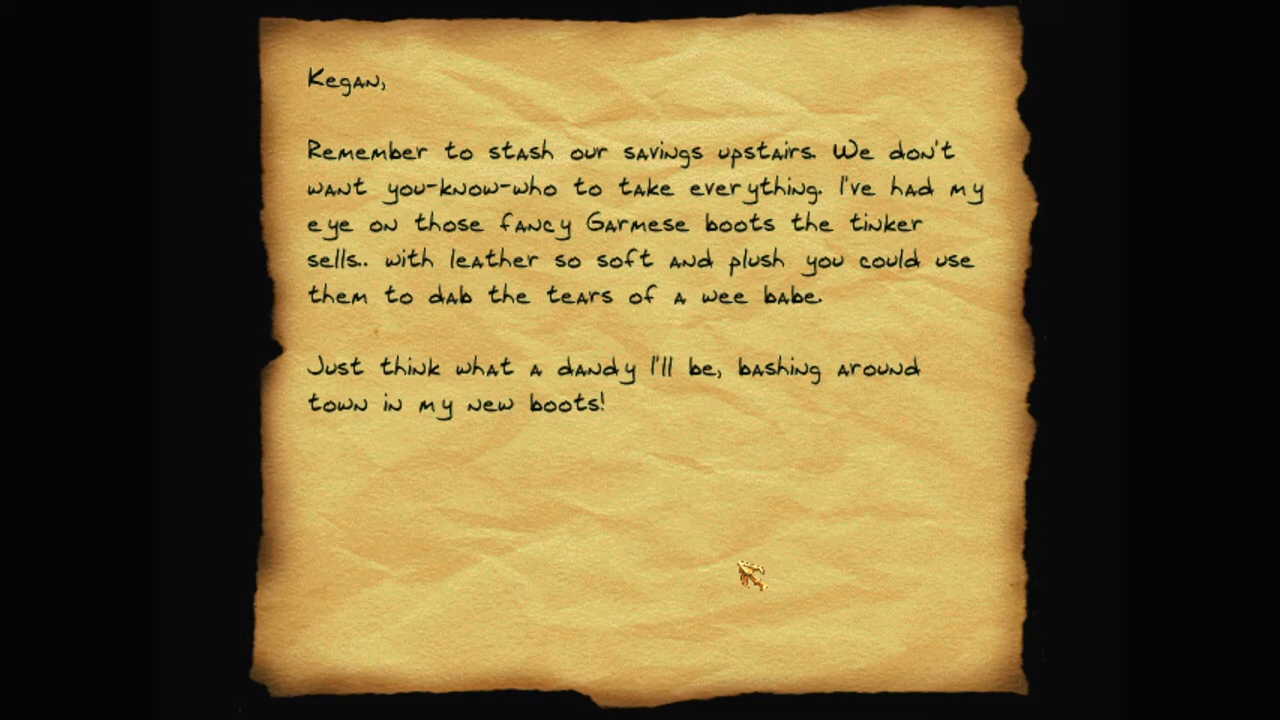 Kegan,
Remember to stash our savings upstairs. We don't
want you-know-who to take everything. I've had my
eye on those fancy Garmese boots the tinker
sells.. with leather so soft and plush you could use
them to dab the tears of a wee babe.
Just think what a dandy I'll be, bashing around
town in my new boots!